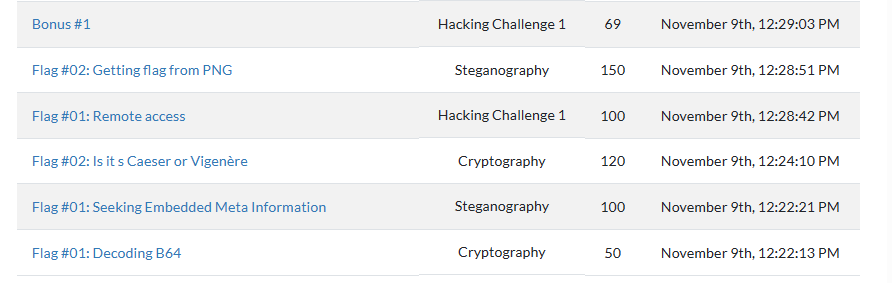 Bonus #1 Hacking Challenge 1 69 November 9th, 12:29:03 PM
Flag #02: Getting flag from PNG Steganography 150 November 9th, 12:28:51 PM
Flag #01: Remote access Hacking Challenge 1 100 November 9th, 12:28:42 PM
Flag #02: Is it s Caeser or Vigenère Cryptography 120 November 9th, 12:24:10 PM
Flag #01: Seeking Embedded Meta Information Steganography 100 November 9th, 12:22:21 PM
Flag #01: Decoding B64 Cryptography 50 November 9th, 12:22:13 PM